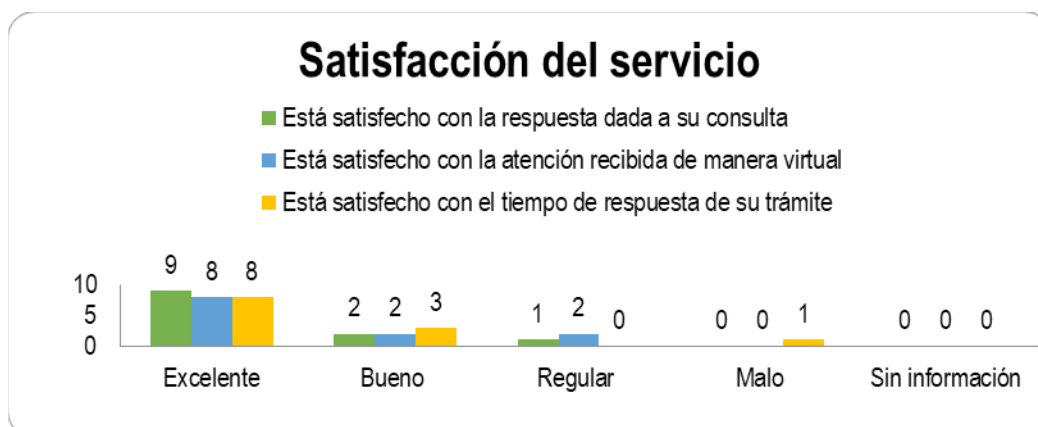 Satisfacción del servicio
Está satisfecho con la respuesta dada a su consulta
Está satisfecho con la atención recibida de manera virtual
Está satisfecho con el tiempo de respuesta de su trámite
10
5
0
9 8 8
2 2 3
1 2 0
0 0 1
0 0 0
Excelente Bueno Regular Malo Sin información